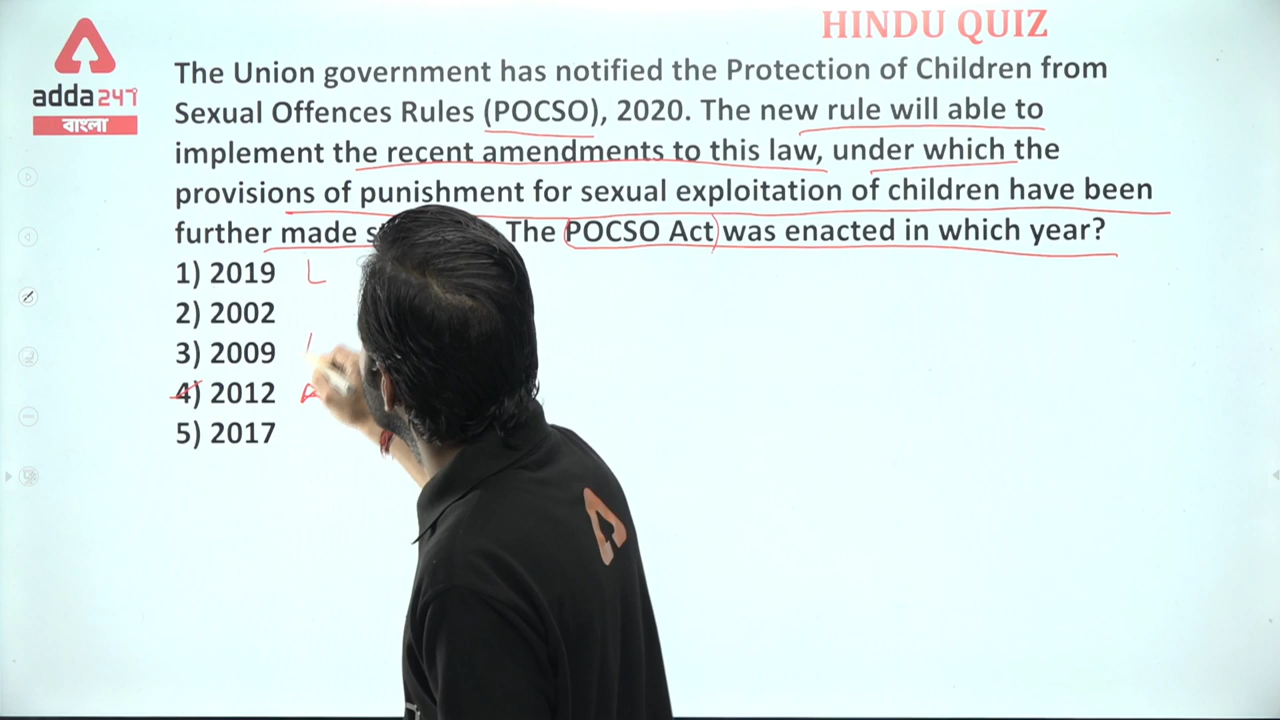 HINDU QUIZ
adda247
বাংলা
The Union government has notified the Protection of Children from
Sexual Offences Rules (POCSO), 2020. The new rule will able to
implement the recent amendments to this law, under which the
provisions of punishment for sexual exploitation of children have been
further made The POCSO Act was enacted in which year?
1) 2019 L
2) 2002
3) 2009
4) 2012 A
5) 2017